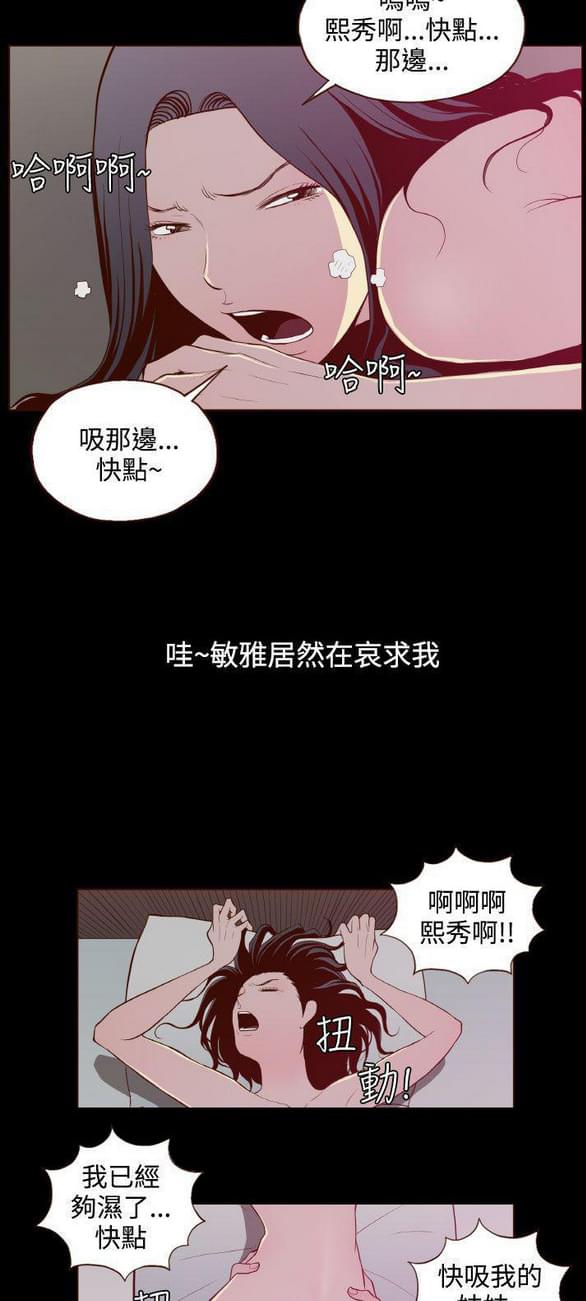 熙秀啊...快點...
那邊...
哈啊啊~
哈啊~
吸那邊...
快點~
哇~敏雅居然在哀求我
啊啊啊
熙秀啊!!
扭
動!
我已經
夠濕了...
快點
快吸我的